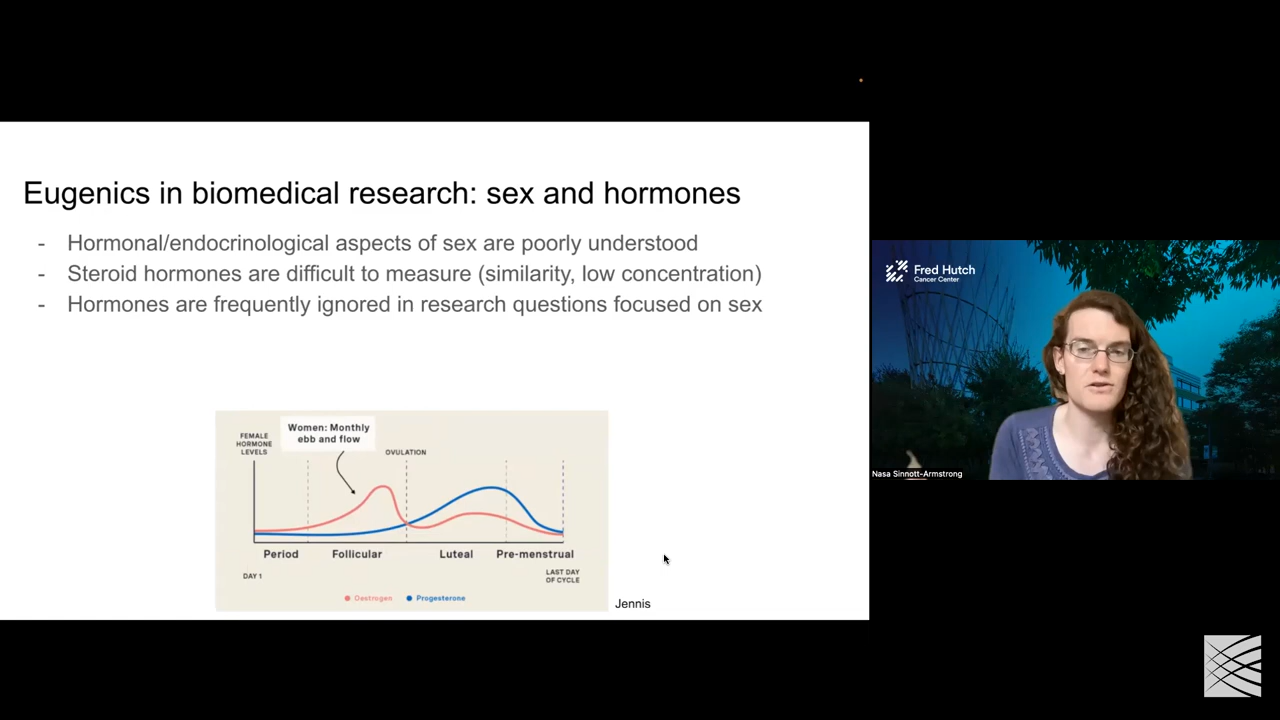 Eugenics in biomedical research: sex and hormones
- Hormonal/endocrinological aspects of sex are poorly understood
- Steroid hormones are difficult to measure (similarity, low concentration)
- Hormones are frequently ignored in research questions focused on sex
Women: Monthly
ebb and flow
FEMALE
HORMONE
LEVELS
OVULATION
Period Follicular Luteal Pre-menstrual
DAY 1
LAST DAY
OF CYCLE
Oestrogen Progesterone
Jennis
Fred Hutch
Cancer Center
Nasa Sinnott-Armstrong